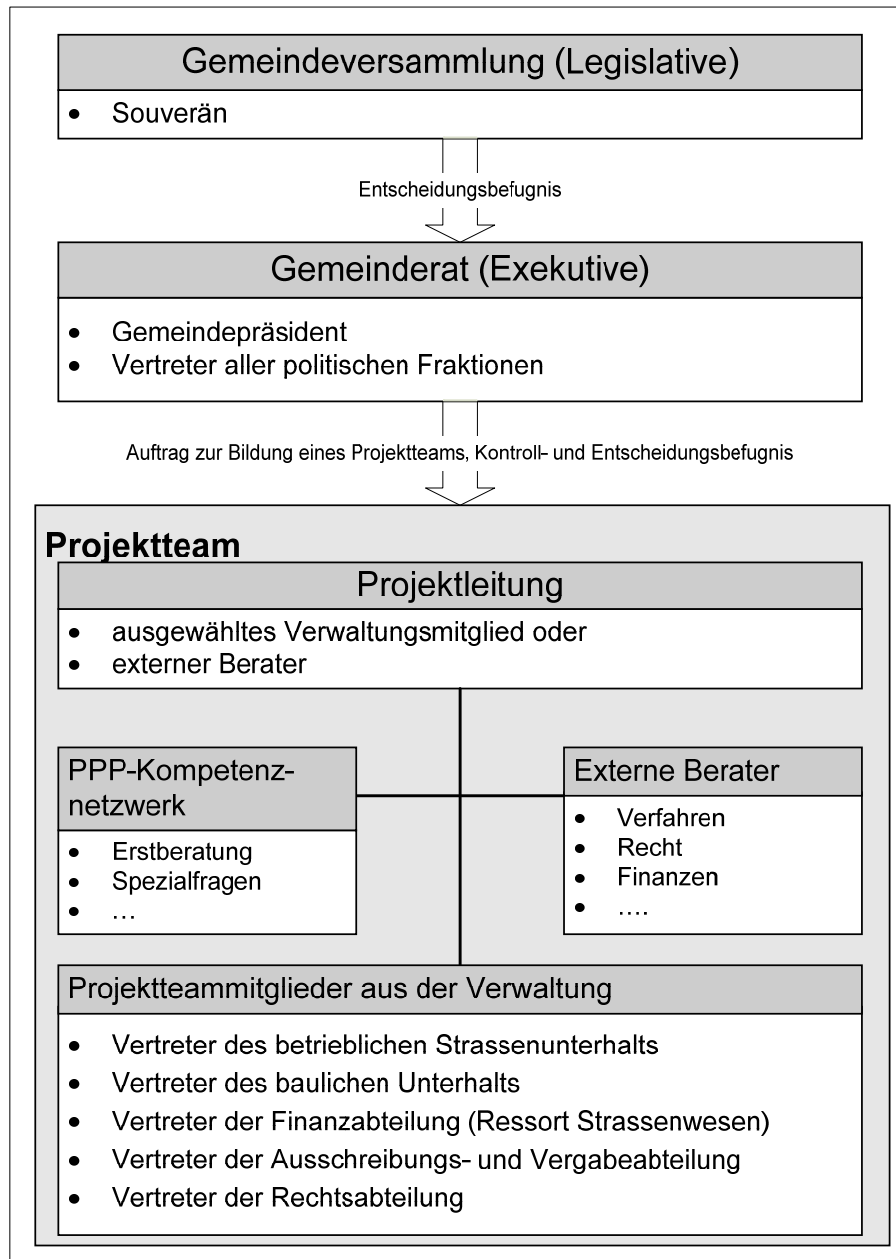 Gemeindeversammlung (Legislative)
• Souverän
Entscheidungsbefugnis
Gemeinderat (Exekutive)
• Gemeindepräsident
• Vertreter aller politischen Fraktionen
Auftrag zur Bildung eines Projektteams, Kontroll- und Entscheidungsbefugnis
Projektteam
Projektleitung
• ausgewähltes Verwaltungsmitglied oder
• externer Berater
PPP-Kompetenz-
netzwerk
• Erstberatung
• Spezialfragen
• …
Externe Berater
• Verfahren
• Recht
• Finanzen
• ....
Projektteammitglieder aus der Verwaltung
• Vertreter des betrieblichen Strassenunterhalts
• Vertreter des baulichen Unterhalts
• Vertreter der Finanzabteilung (Ressort Strassenwesen)
• Vertreter der Ausschreibungs- und Vergabeabteilung
• Vertreter der Rechtsabteilung